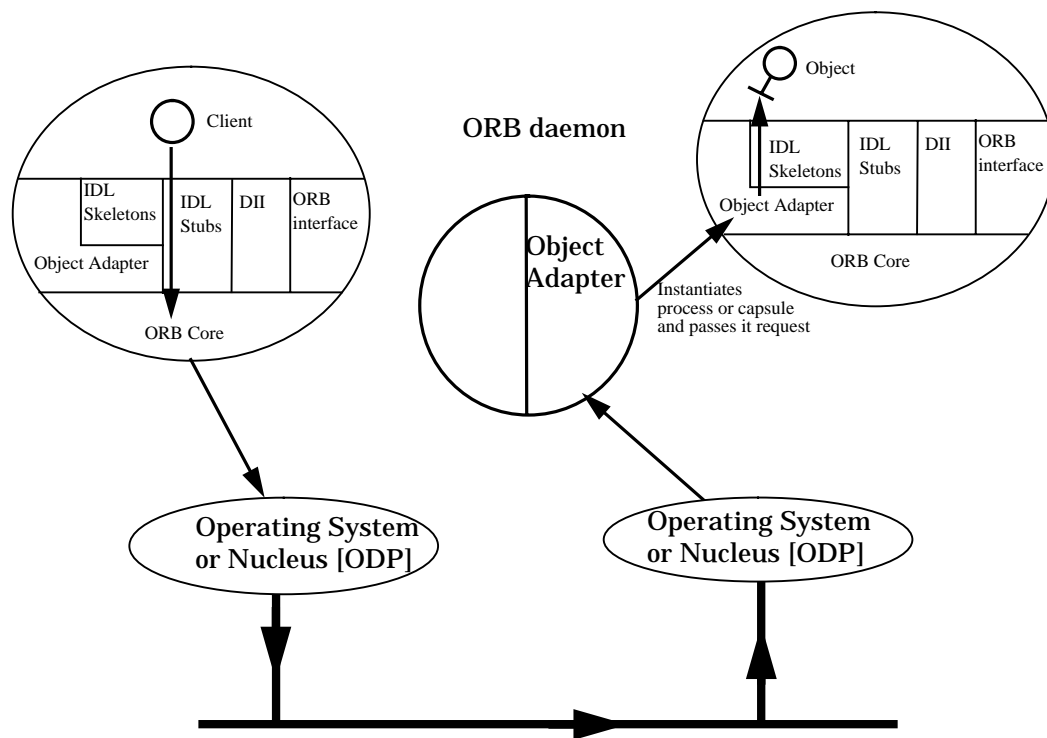 Client
IDL
Skeletons
IDL
Stubs
DII
ORB
interface
Object Adapter
ORB Core
ORB daemon
Object
Adapter
Instantiates
process or capsule
and passes it request
Object
IDL
Skeletons
IDL
Stubs
DII
ORB
interface
Object Adapter
ORB Core
Operating System
or Nucleus [ODP]
Operating System
or Nucleus [ODP]